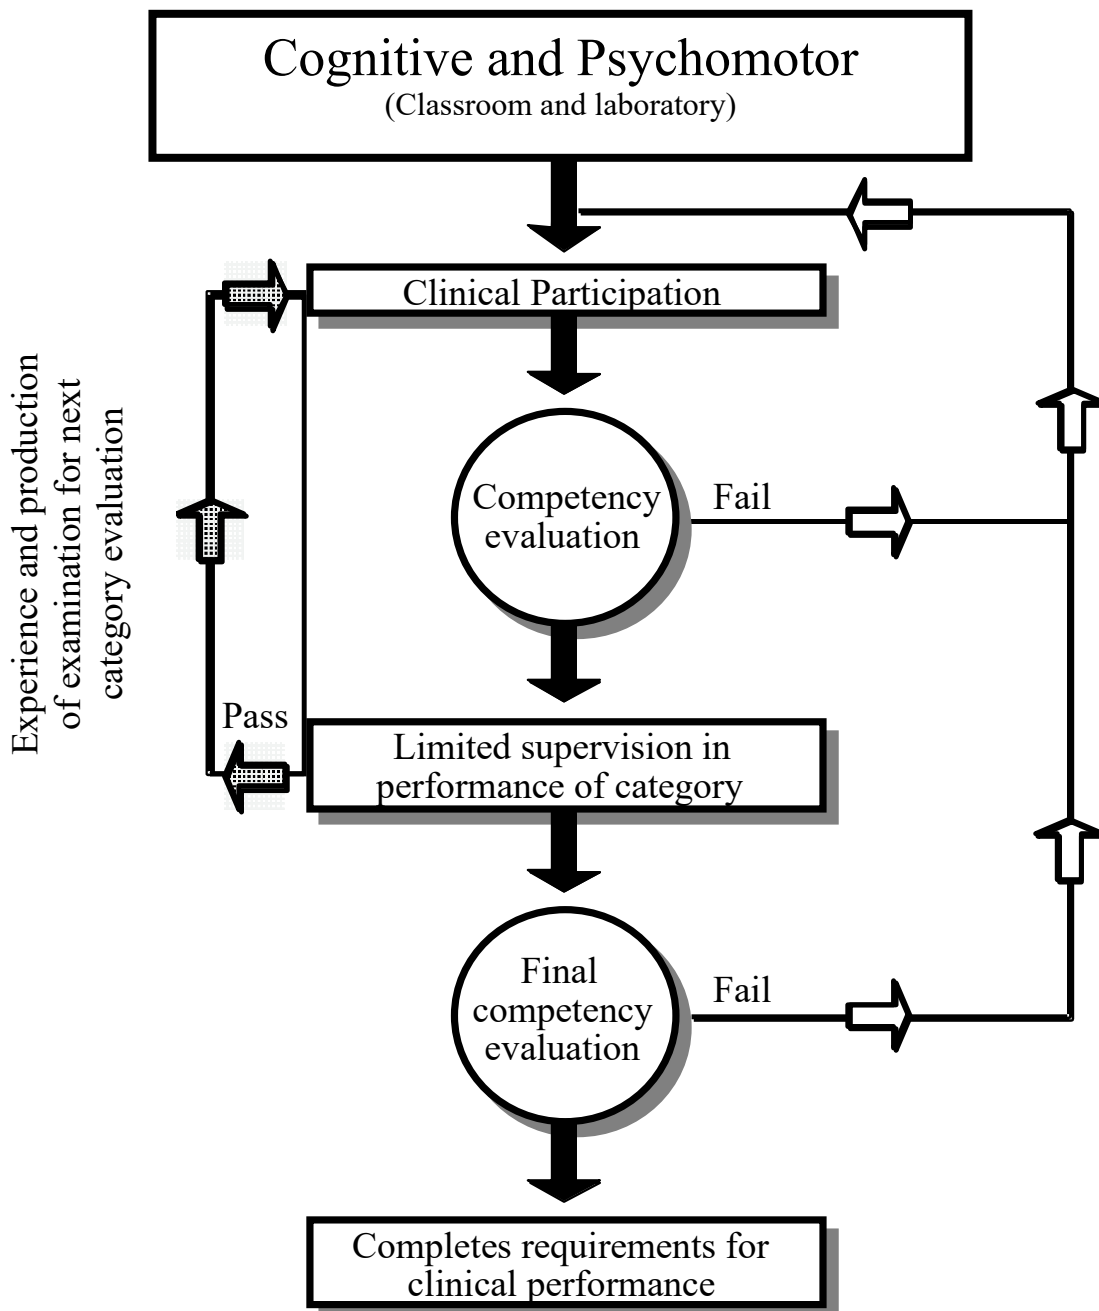 Cognitive and Psychomotor
(Classroom and laboratory)
Clinical Participation
Experience and production
of examination for next
category evaluation
Competency
evaluation
Fail
Pass
Limited supervision in
performance of category
Final
competency
evaluation
Fail
Completes requirements for
clinical performance